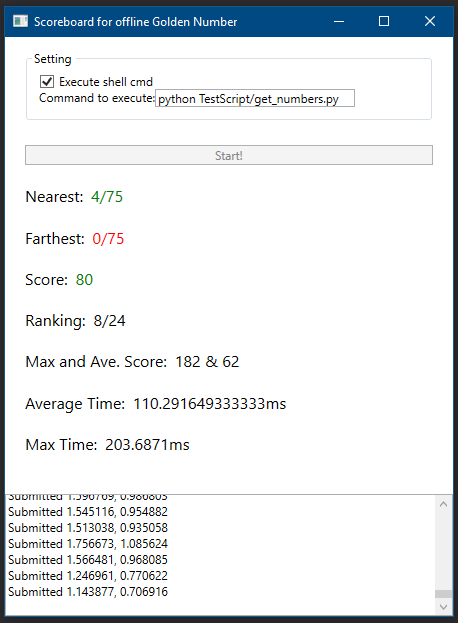 Scoreboard for offline Golden Number
Setting
Execute shell cmd
Command to execute: python TestScript/get_numbers.py
Start!
Nearest: 4/75
Farthest: 0/75
Score: 80
Ranking: 8/24
Max and Ave. Score: 182 & 62
Average Time: 110.291649333333ms
Max Time: 203.6871ms
Submitted 1.596769, 0.986803
Submitted 1.545116, 0.954882
Submitted 1.513038, 0.935058
Submitted 1.756673, 1.085624
Submitted 1.566481, 0.968085
Submitted 1.246961, 0.770622
Submitted 1.143877, 0.706916